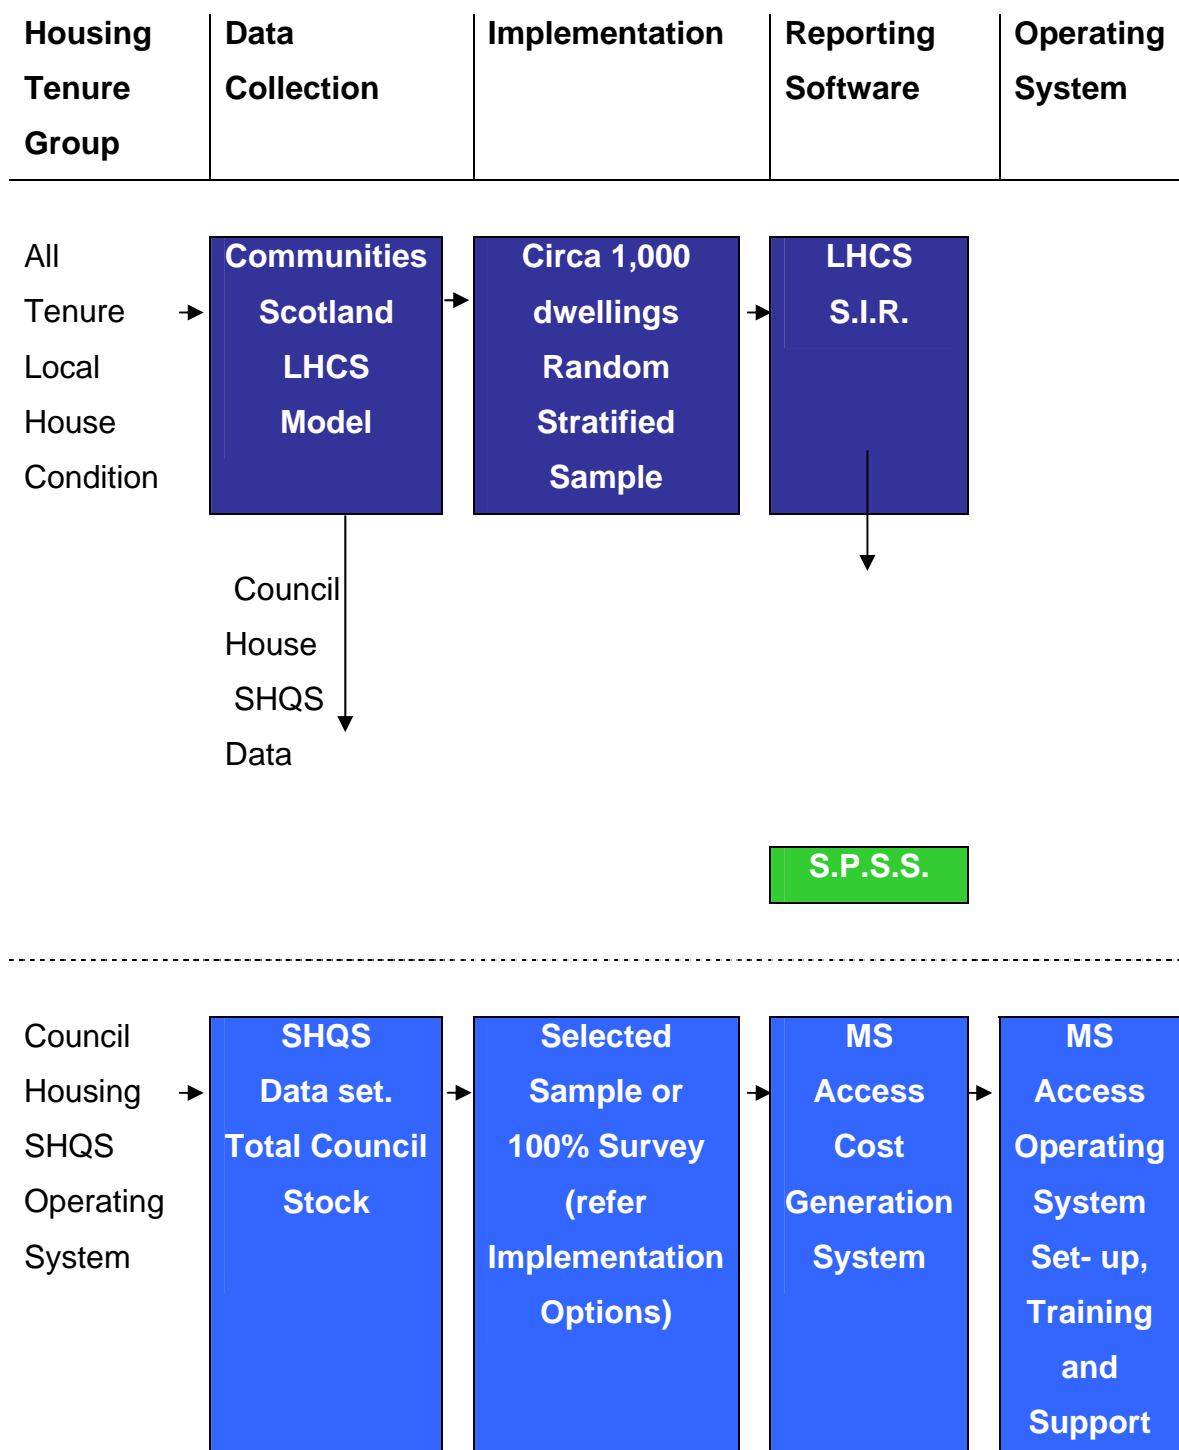 Housing
Tenure
Group
Data
Collection
Implementation
Reporting
Software
Operating
System
All
Tenure
Local
House
Condition
Communities
Scotland
LHCS
Model
Circa 1,000
dwellings
Random
Stratified
Sample
LHCS
S.I.R.
Council
House
SHQS
Data
S.P.S.S.
Council
Housing
SHQS
Operating
System
SHQS
Data set.
Total Council
Stock
Selected
Sample or
100% Survey
(refer
Implementation
Options)
MS
Access
Cost
Generation
System
MS
Access
Operating
System
Set- up,
Training
and
Support